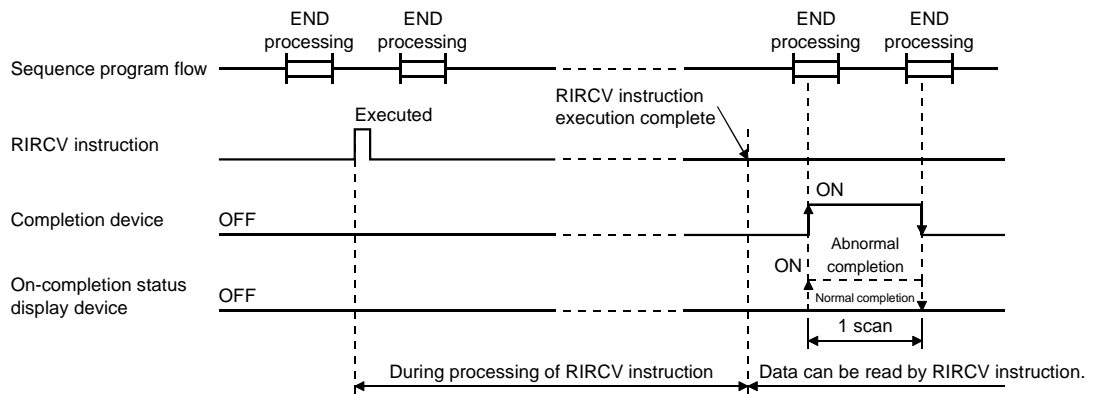 END
processing
END
processing
END
processing
END
processing
Sequence program flow
RIRCV instruction
execution complete
Executed
RIRCV instruction
ON
Completion device
OFF
Abnormal
completion
ON
On-completion status
display device
OFF
Normal completion
1 scan
During processing of RIRCV instruction
Data can be read by RIRCV instruction.